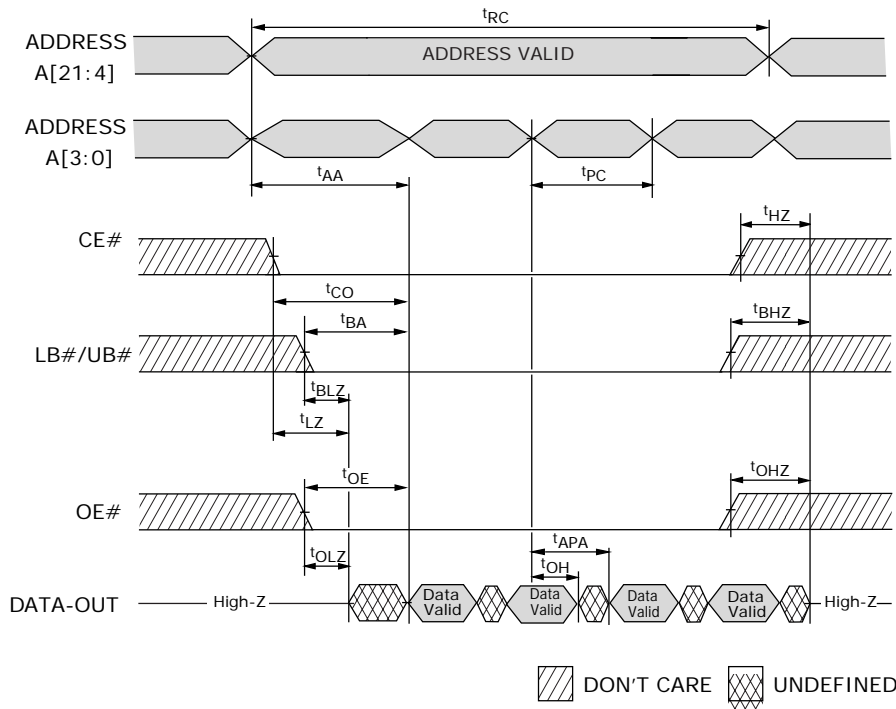 tRC
ADDRESS
A[21:4]
ADDRESS VALID
ADDRESS
A[3:0]
tAA
tPC
tHZ
CE#
tCO
tBA
tBHZ
LB#/UB#
tBLZ
tLZ
tOE
tOHZ
OE#
tAPA
tOLZ
tOH
DATA-OUT
High-Z
Data
Valid
Data
Valid
Data
Valid
Data
Valid
High-Z
DON'T CARE
UNDEFINED